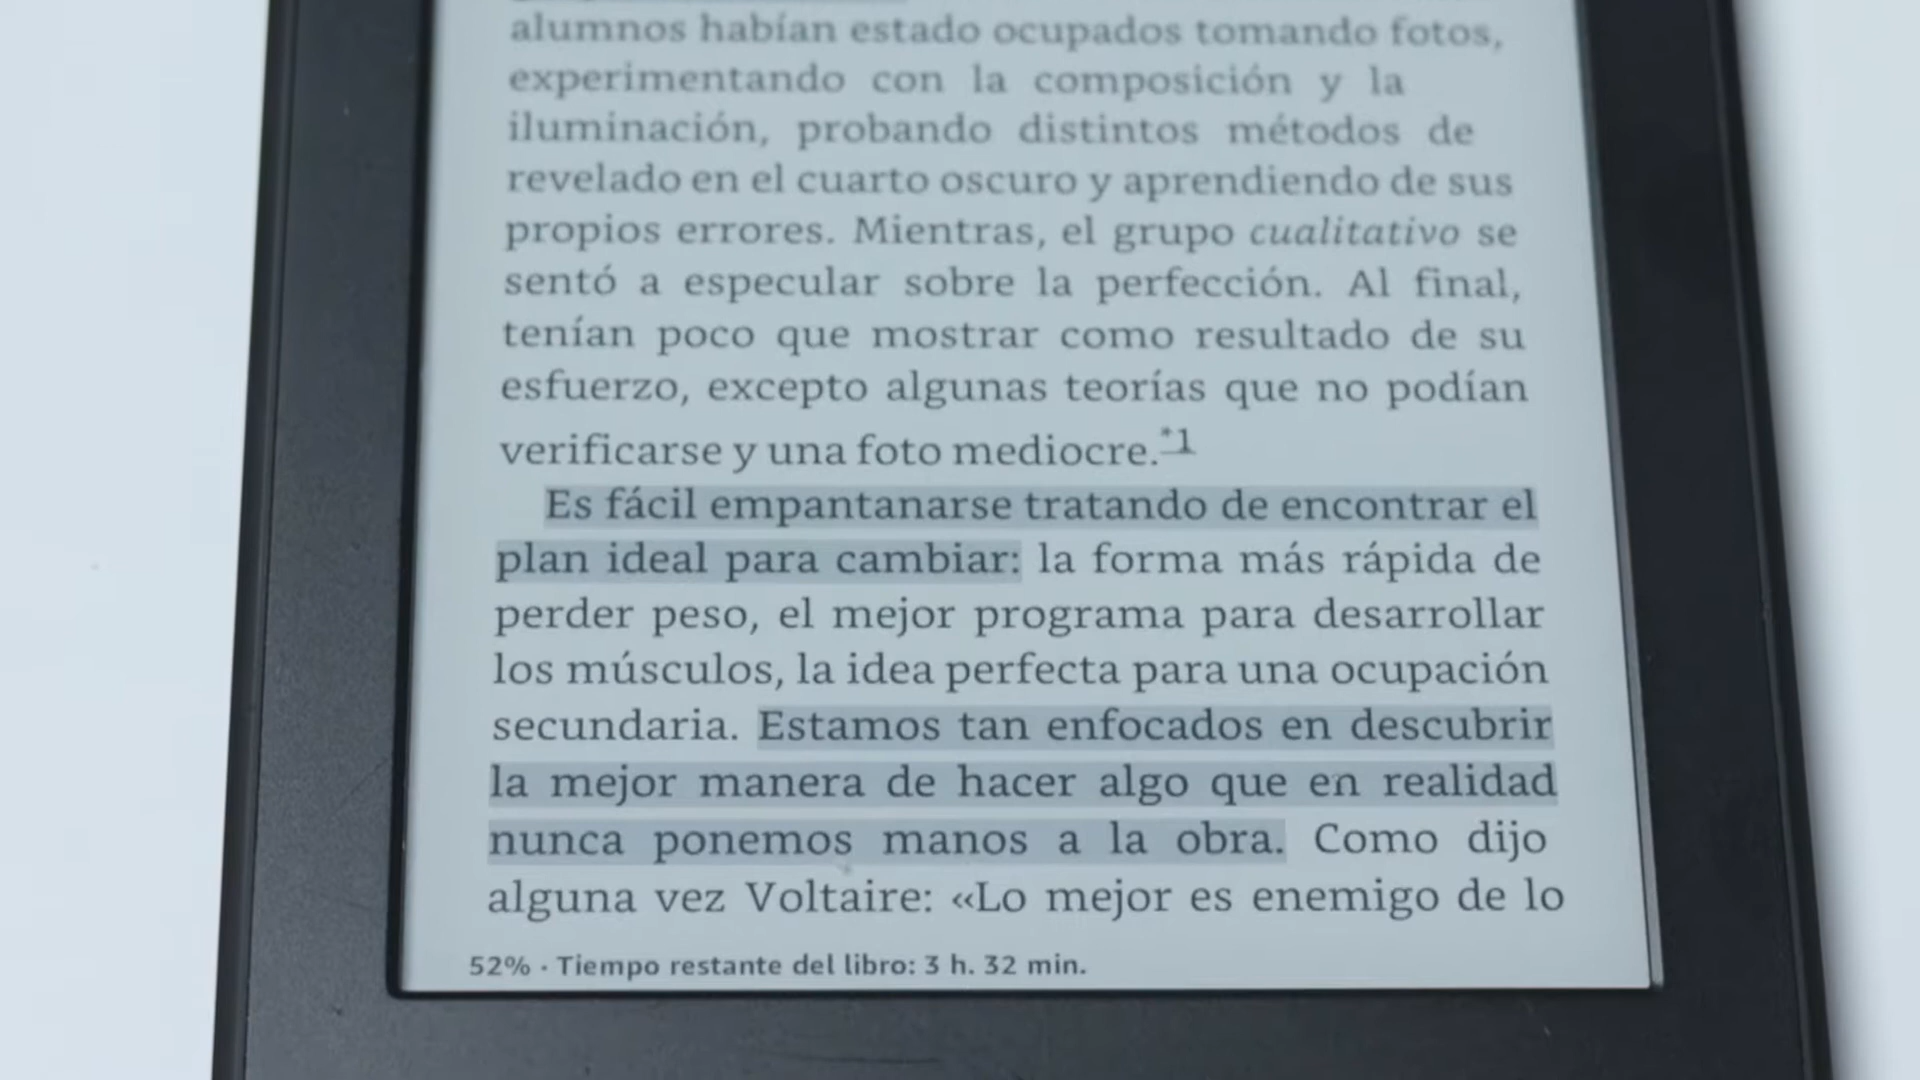 alumnos habían estado ocupados tomando fotos,
experimentando con la composición y la
iluminación, probando distintos métodos de
revelado en el cuarto oscuro y aprendiendo de sus
propios errores. Mientras, el grupo cualitativo se
sentó a especular sobre la perfección. Al final,
tenían poco que mostrar como resultado de su
esfuerzo, excepto algunas teorías que no podían
verificarse y una foto mediocre.*1
Es fácil empantanarse tratando de encontrar el
plan ideal para cambiar: la forma más rápida de
perder peso, el mejor programa para desarrollar
los músculos, la idea perfecta para una ocupación
secundaria. Estamos tan enfocados en descubrir
la mejor manera de hacer algo que en realidad
nunca ponemos manos a la obra. Como dijo
alguna vez Voltaire: «Lo mejor es enemigo de lo
52% · Tiempo restante del libro: 3 h. 32 min.